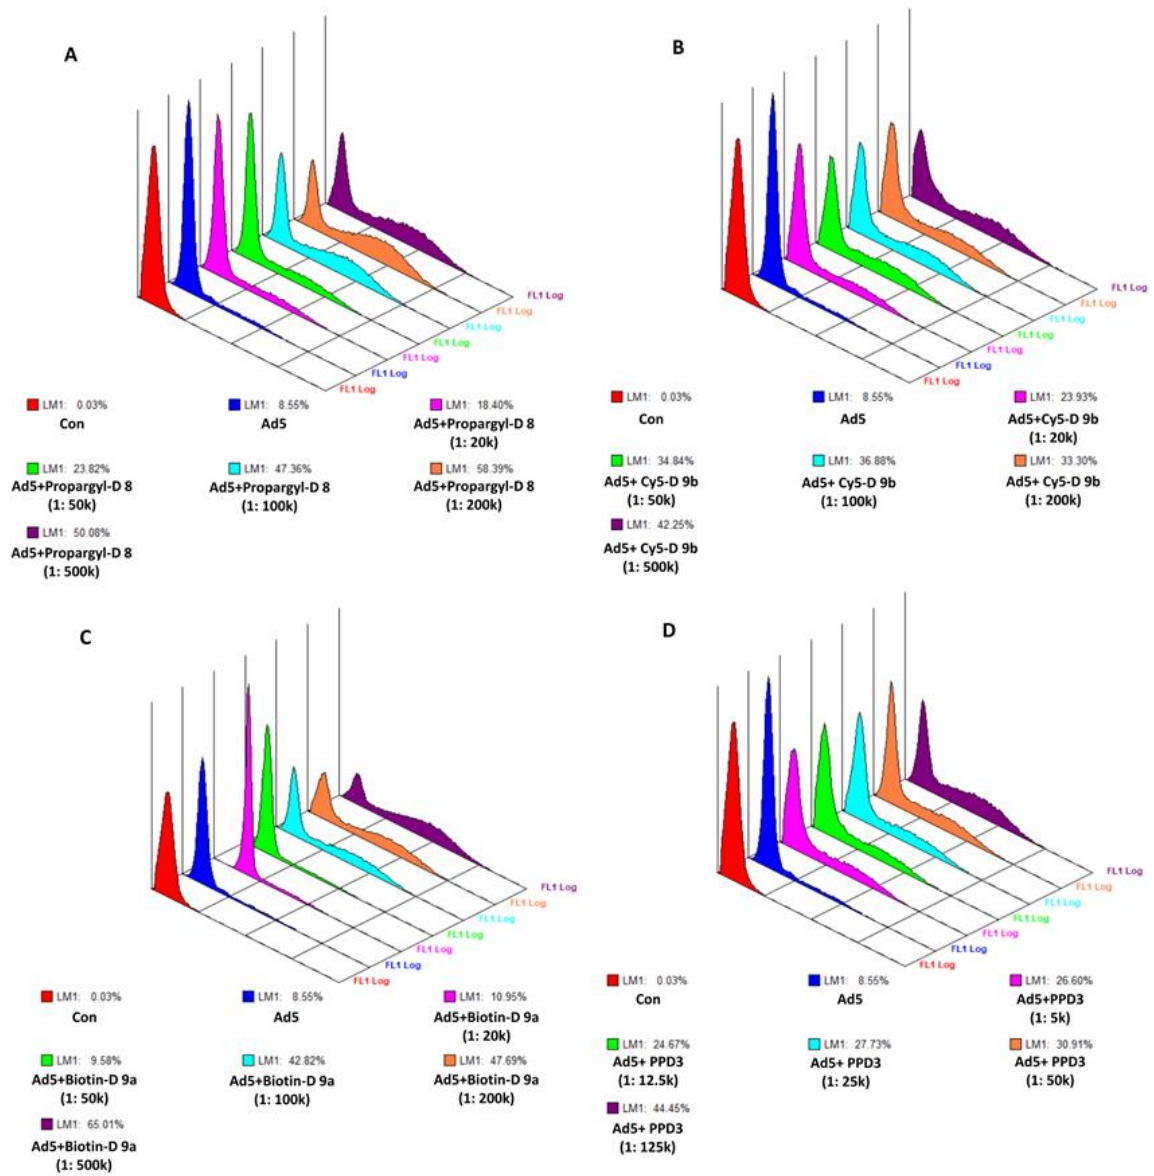 A
FL1 Log
FL1 Log
FL1 Log
FL1 Log
FL1 Log
FL1 Log
FL1 Log
LM1: 0.03%
Con
LM1: 8.55%
Ad5
LM1: 18.40%
Ad5+Propargyl-D 8
(1: 20k)
LM1: 23.82%
Ad5+Propargyl-D 8
(1: 50k)
LM1: 47.36%
Ad5+Propargyl-D 8
(1: 100k)
LM1: 58.39%
Ad5+Propargyl-D 8
(1: 200k)
LM1: 50.08%
Ad5+Propargyl-D 8
(1: 500k)
B
FL1 Log
FL1 Log
FL1 Log
FL1 Log
FL1 Log
FL1 Log
FL1 Log
LM1: 0.03%
Con
LM1: 8.55%
Ad5
LM1: 23.93%
Ad5+Cy5-D 9b
(1: 20k)
LM1: 34.84%
Ad5+ Cy5-D 9b
(1: 50k)
LM1: 36.88%
Ad5+ Cy5-D 9b
(1: 100k)
LM1: 33.30%
Ad5+ Cy5-D 9b
(1: 200k)
LM1: 42.25%
Ad5+ Cy5-D 9b
(1: 500k)
C
FL1 Log
FL1 Log
FL1 Log
FL1 Log
FL1 Log
FL1 Log
FL1 Log
LM1: 0.03%
Con
LM1: 8.55%
Ad5
LM1: 10.95%
Ad5+Biotin-D 9a
(1: 20k)
LM1: 9.58%
Ad5+Biotin-D 9a
(1: 50k)
LM1: 42.82%
Ad5+Biotin-D 9a
(1: 100k)
LM1: 47.69%
Ad5+Biotin-D 9a
(1: 200k)
LM1: 65.01%
Ad5+Biotin-D 9a
(1: 500k)
D
FL1 Log
FL1 Log
FL1 Log
FL1 Log
FL1 Log
FL1 Log
FL1 Log
LM1: 0.03%
Con
LM1: 8.55%
Ad5
LM1: 26.60%
Ad5+PPD3
(1: 5k)
LM1: 24.67%
Ad5+ PPD3
(1: 12.5k)
LM1: 27.73%
Ad5+ PPD3
(1: 25k)
LM1: 30.91%
Ad5+ PPD3
(1: 50k)
LM1: 44.45%
Ad5+ PPD3
(1: 125k)